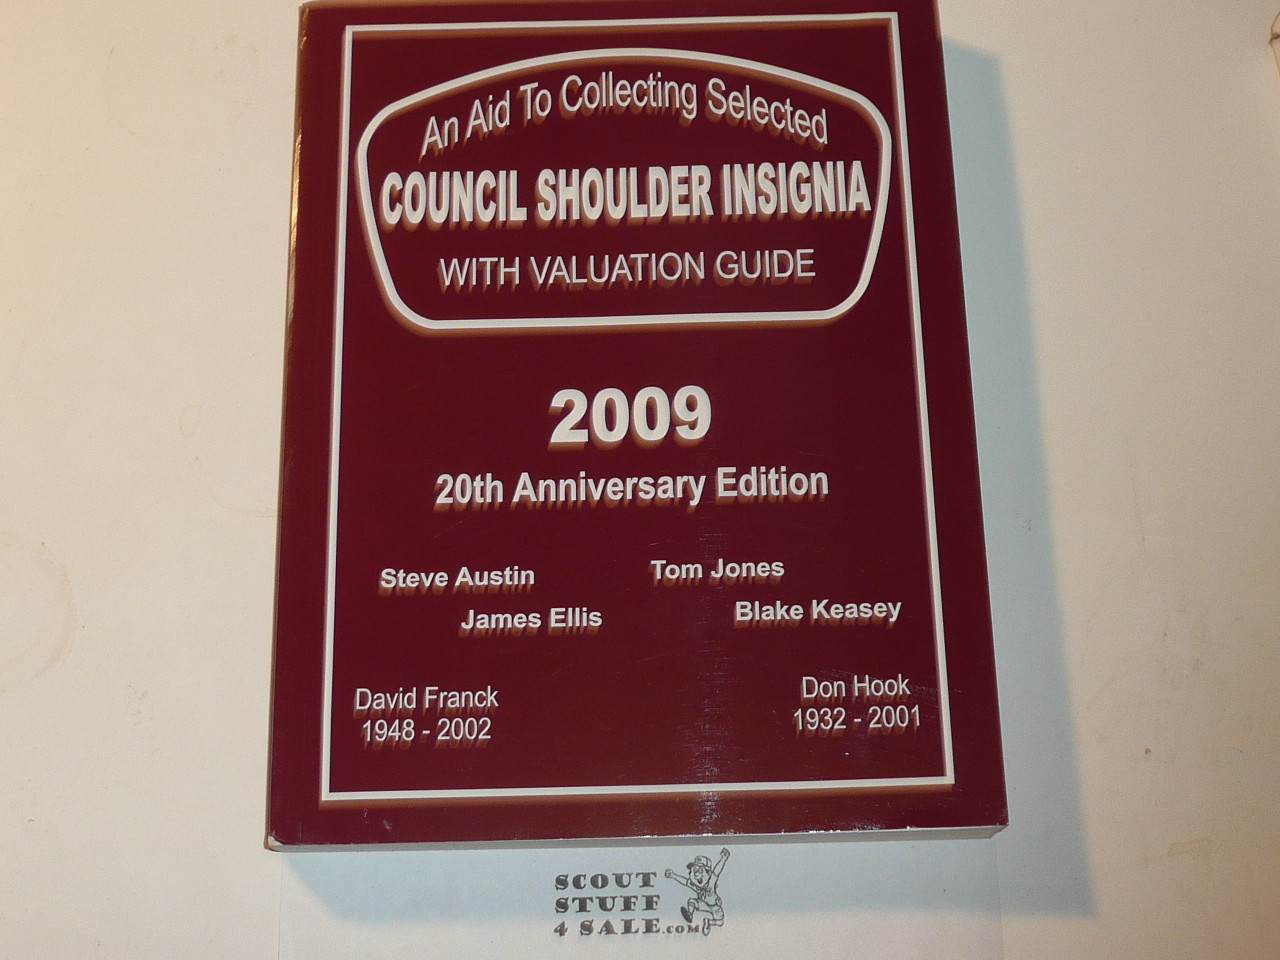 An Aid To Collecting Selected
COUNCIL SHOULDER INSIGNIA
WITH VALUATION GUIDE
2009
20th Anniversary Edition
Steve Austin
Tom Jones
James Ellis
Blake Keasey
David Franck
1948 - 2002
Don Hook
1932 - 2001
SCOUT
STUFF
4 SALE.COM